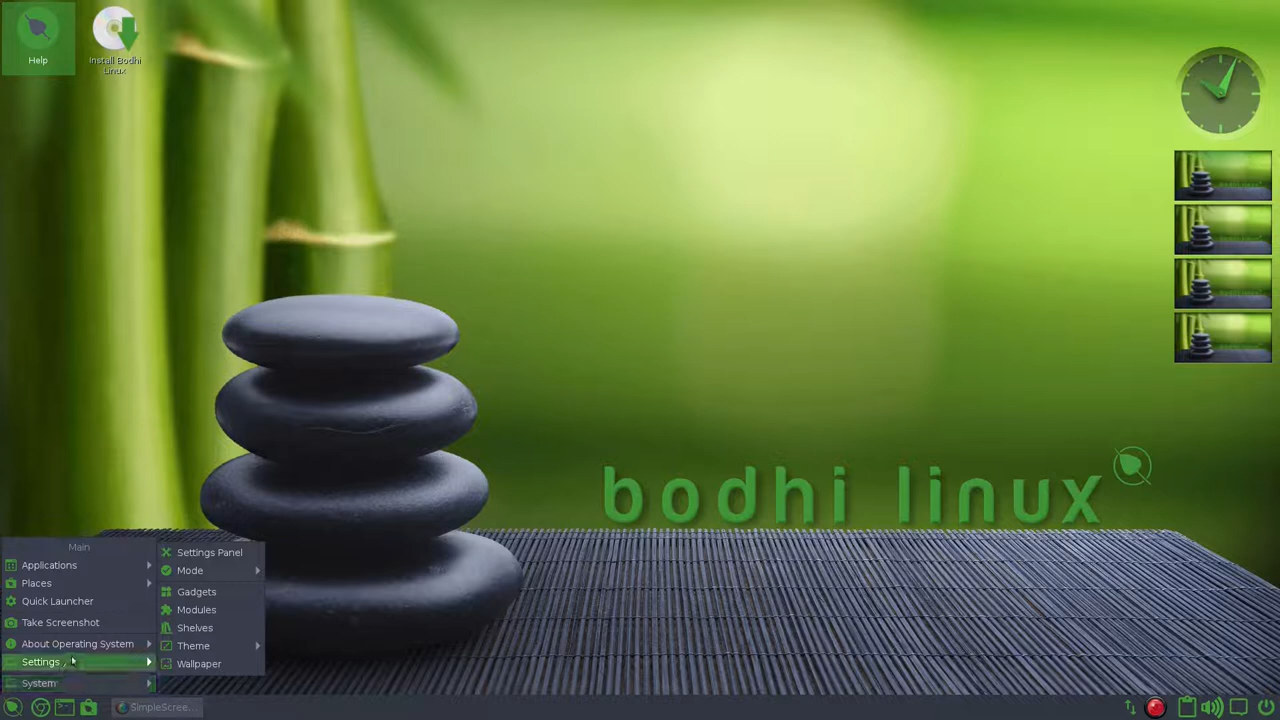 Help
Install Bodhi
Linux
bodhi linux
Main
Applications
Places
Quick Launcher
Take Screenshot
About Operating System
Settings
System
Settings Panel
Mode
Gadgets
Modules
Shelves
Theme
Wallpaper
SimpleScree...